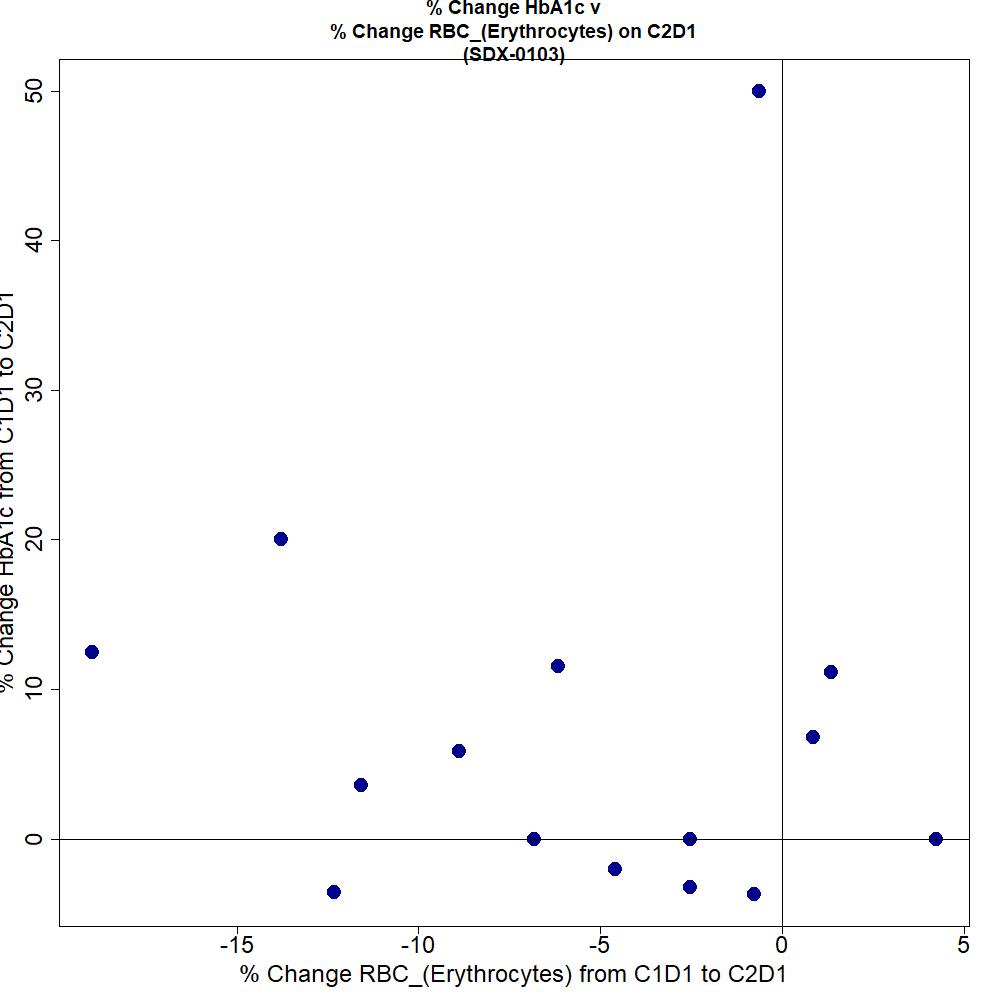 % Change HbA1c v
% Change RBC_(Erythrocytes) on C2D1
(SDX-0103)
% Change HbA1c from C1D1 to C2D1
50
40
30
20
10
0
-15
-10
-5
0
5
% Change RBC_(Erythrocytes) from C1D1 to C2D1